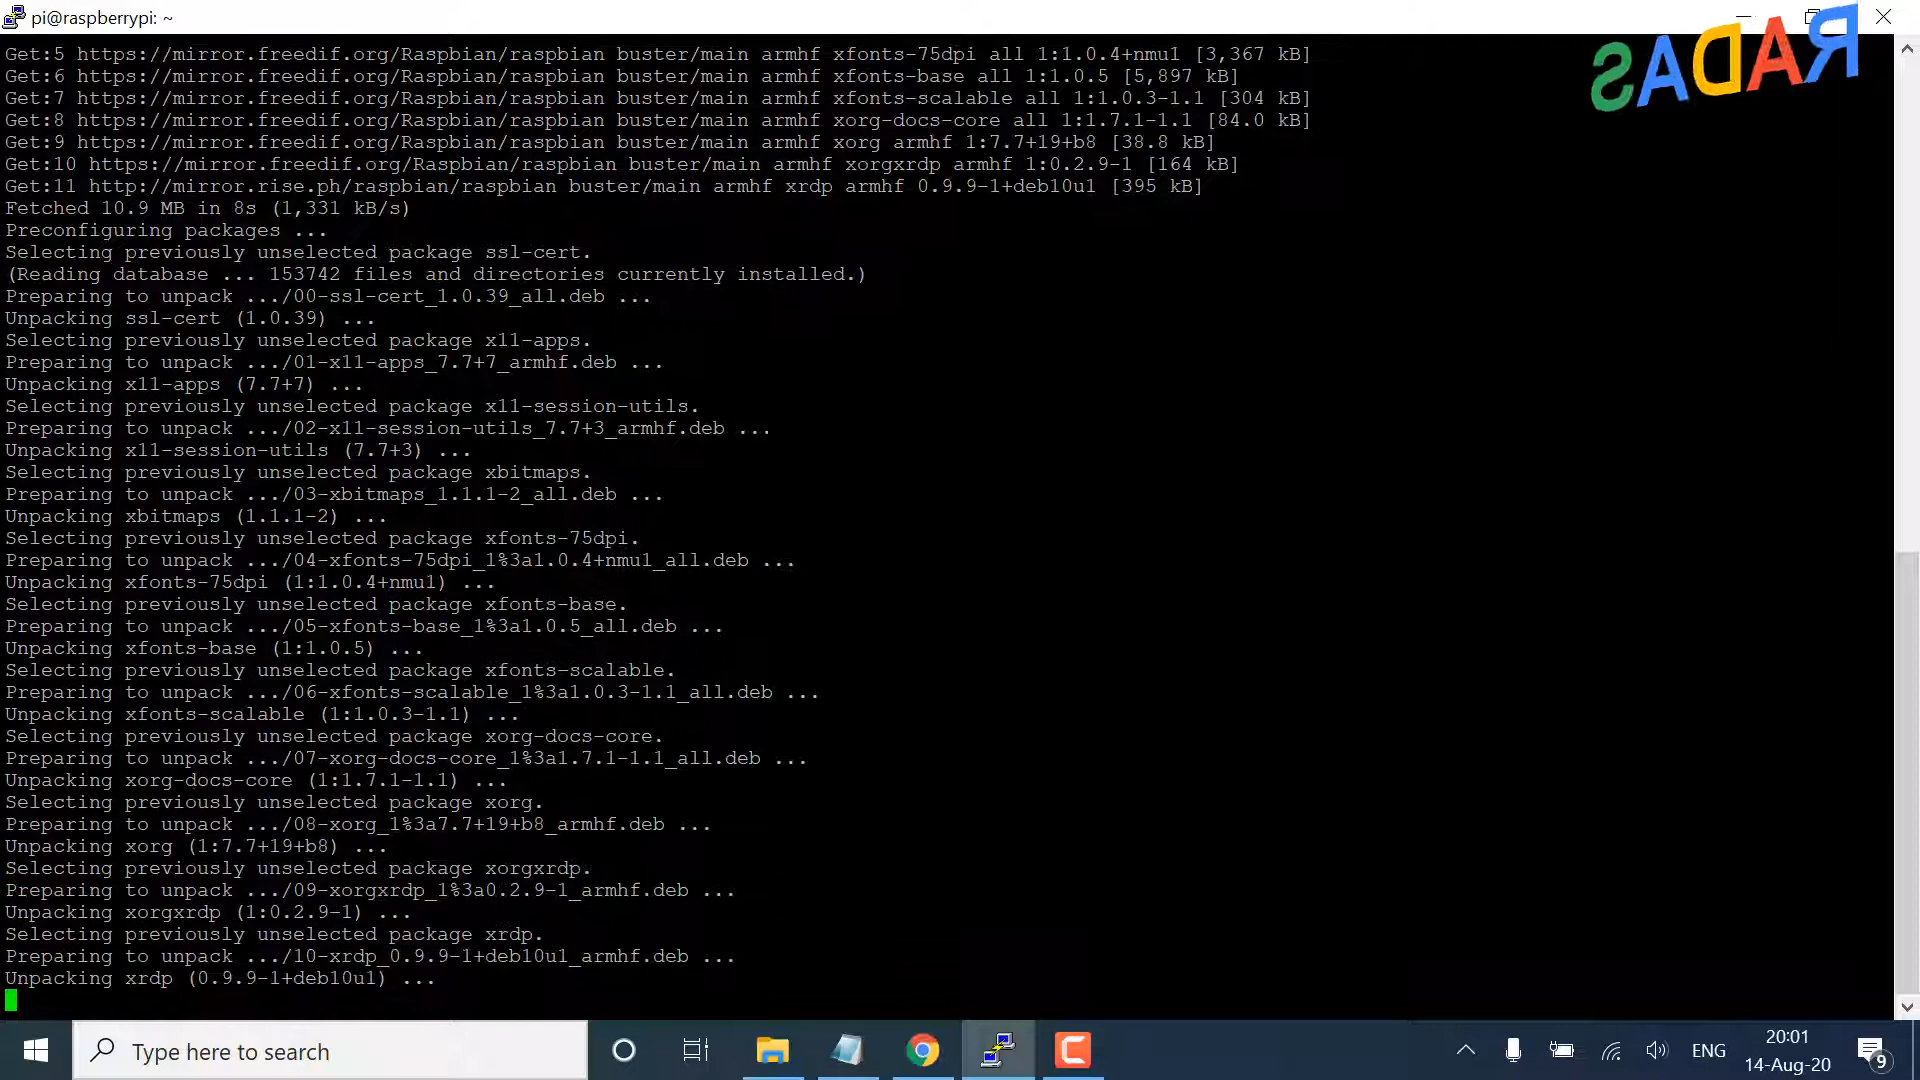 pi@raspberrypi: ~
RADAS
Get:5 https://mirror.freedif.org/Raspbian/raspbian buster/main armhf xfonts-75dpi all 1:1.0.4+nmu1 [3,367 kB]
Get:6 https://mirror.freedif.org/Raspbian/raspbian buster/main armhf xfonts-base all 1:1.0.5 [5,897 kB]
Get:7 https://mirror.freedif.org/Raspbian/raspbian buster/main armhf xfonts-scalable all 1:1.0.3-1.1 [304 kB]
Get:8 https://mirror.freedif.org/Raspbian/raspbian buster/main armhf xorg-docs-core all 1:1.7.1-1.1 [84.0 kB]
Get:9 https://mirror.freedif.org/Raspbian/raspbian buster/main armhf xorg armhf 1:7.7+19+b8 [38.8 kB]
Get:10 https://mirror.freedif.org/Raspbian/raspbian buster/main armhf xorgxrdp armhf 1:0.2.9-1 [164 kB]
Get:11 http://mirror.rise.ph/raspbian/raspbian buster/main armhf xrdp armhf 0.9.9-1+deb10u1 [395 kB]
Fetched 10.9 MB in 8s (1,331 kB/s)
Preconfiguring packages ...
Selecting previously unselected package ssl-cert.
(Reading database ... 153742 files and directories currently installed.)
Preparing to unpack .../00-ssl-cert_1.0.39_all.deb ...
Unpacking ssl-cert (1.0.39) ...
Selecting previously unselected package x11-apps.
Preparing to unpack .../01-x11-apps_7.7+7_armhf.deb ...
Unpacking x11-apps (7.7+7) ...
Selecting previously unselected package x11-session-utils.
Preparing to unpack .../02-x11-session-utils_7.7+3_armhf.deb ...
Unpacking x11-session-utils (7.7+3) ...
Selecting previously unselected package xbitmaps.
Preparing to unpack .../03-xbitmaps_1.1.1-2_all.deb ...
Unpacking xbitmaps (1.1.1-2) ...
Selecting previously unselected package xfonts-75dpi.
Preparing to unpack .../04-xfonts-75dpi_1%3a1.0.4+nmu1_all.deb ...
Unpacking xfonts-75dpi (1:1.0.4+nmu1) ...
Selecting previously unselected package xfonts-base.
Preparing to unpack .../05-xfonts-base_1%3a1.0.5_all.deb ...
Unpacking xfonts-base (1:1.0.5) ...
Selecting previously unselected package xfonts-scalable.
Preparing to unpack .../06-xfonts-scalable_1%3a1.0.3-1.1_all.deb ...
Unpacking xfonts-scalable (1:1.0.3-1.1) ...
Selecting previously unselected package xorg-docs-core.
Preparing to unpack .../07-xorg-docs-core_1%3a1.7.1-1.1_all.deb ...
Unpacking xorg-docs-core (1:1.7.1-1.1) ...
Selecting previously unselected package xorg.
Preparing to unpack .../08-xorg_1%3a7.7+19+b8_armhf.deb ...
Unpacking xorg (1:7.7+19+b8) ...
Selecting previously unselected package xorgxrdp.
Preparing to unpack .../09-xorgxrdp_1%3a0.2.9-1_armhf.deb ...
Unpacking xorgxrdp (1:0.2.9-1) ...
Selecting previously unselected package xrdp.
Preparing to unpack .../10-xrdp_0.9.9-1+deb10u1_armhf.deb ...
Unpacking xrdp (0.9.9-1+deb10u1) ...
Type here to search
ENG
20:01
14-Aug-20
9